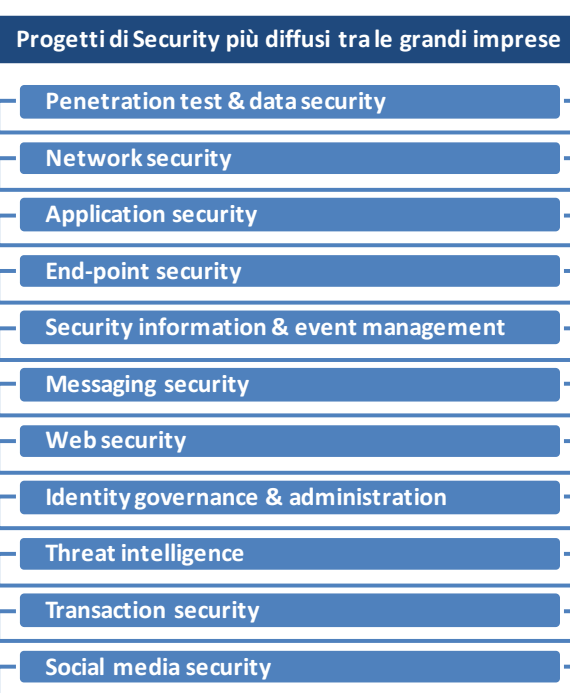 Progetti di Security più diffusi tra le grandi imprese
Penetration test & data security
Network security
Application security
End-point security
Security information & event management
Messaging security
Web security
Identity governance & administration
Threat intelligence
Transaction security
Social media security